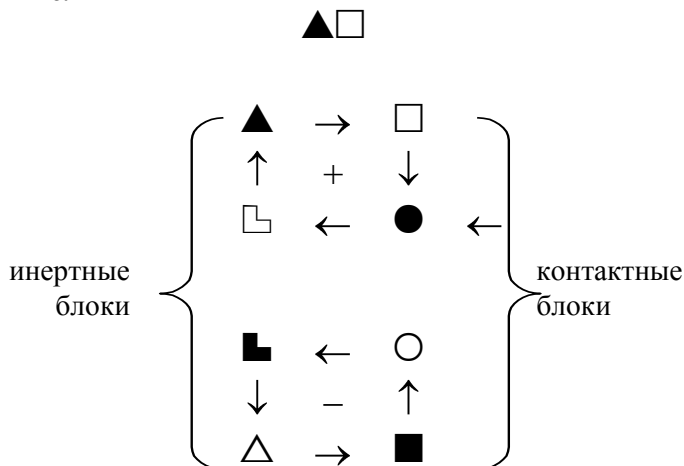 ▲□
▲ → □
↑ + ↓
← ● ←
инертные
блоки
контактные
блоки
← ○
↓ – ↑
△ → ■